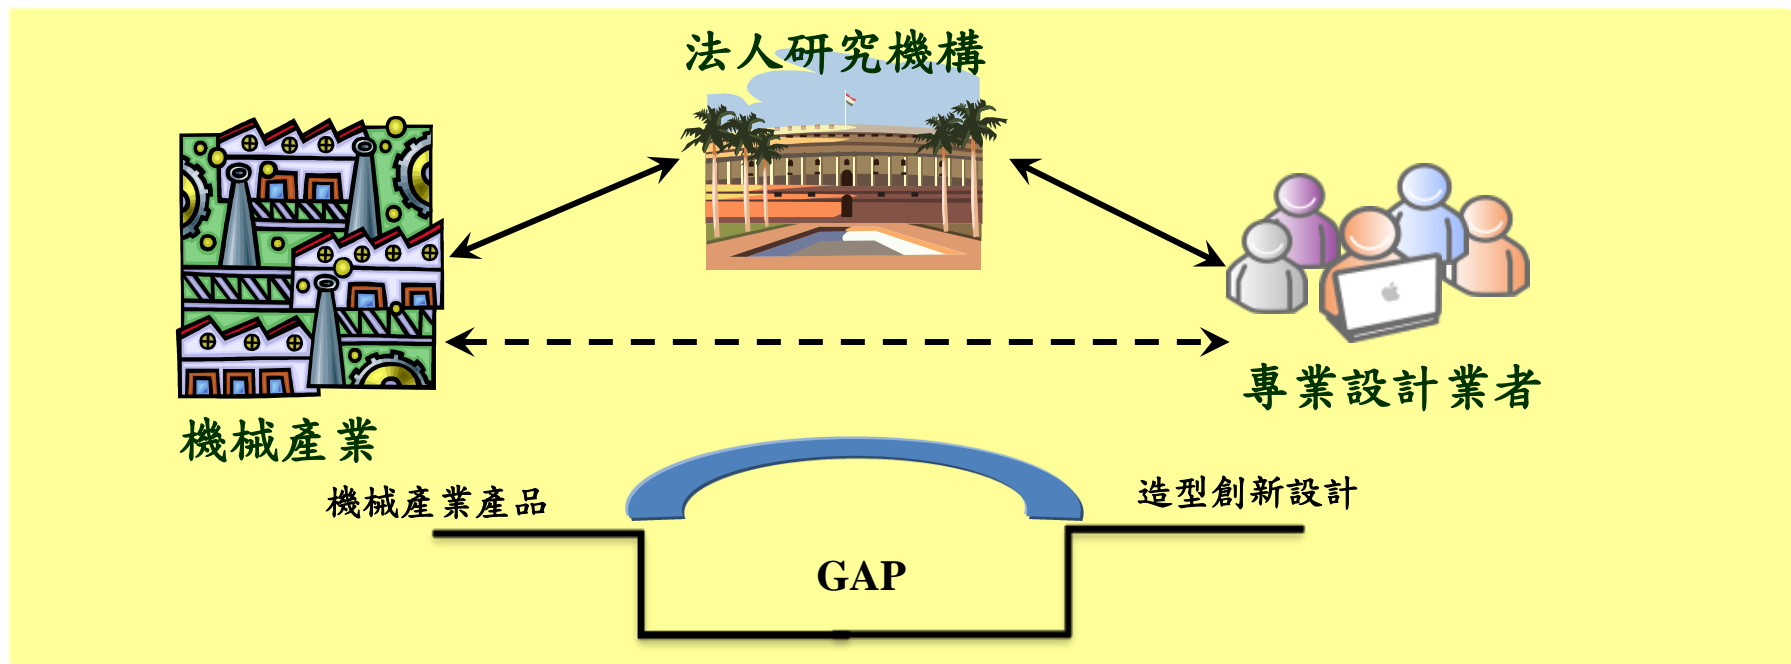 法人研究機構
專業設計業者
機械產業
機械產業產品
造型創新設計
GAP